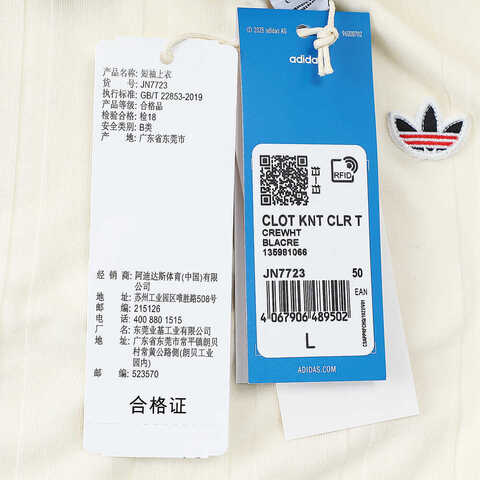 产品名称: 短袖上衣
货 号: JN7723
执行标准: GB/T 22853-2019
产品等级: 合格品
检验合格: 检18
安全类别: B类
产 地: 广东省东莞市
经 销 商: 阿迪达斯体育(中国)有限
公司
地 址: 苏州工业园区唯胜路508号
邮 编: 215126
电 话: 400 880 1515
工 厂: 东莞业基工业有限公司
地 址: 广东省东莞市常平镇朗贝
村常黄公路侧(朗贝工业
园内)
邮 编: 523570
合格证
© 2025 adidas AG
96008702
adidas
RFID
CLOT KNT CLR T
CREWHT
BLACRE
135981066
JN7723 50
EAN
4 067906 489502
L
ADIDAS.COM